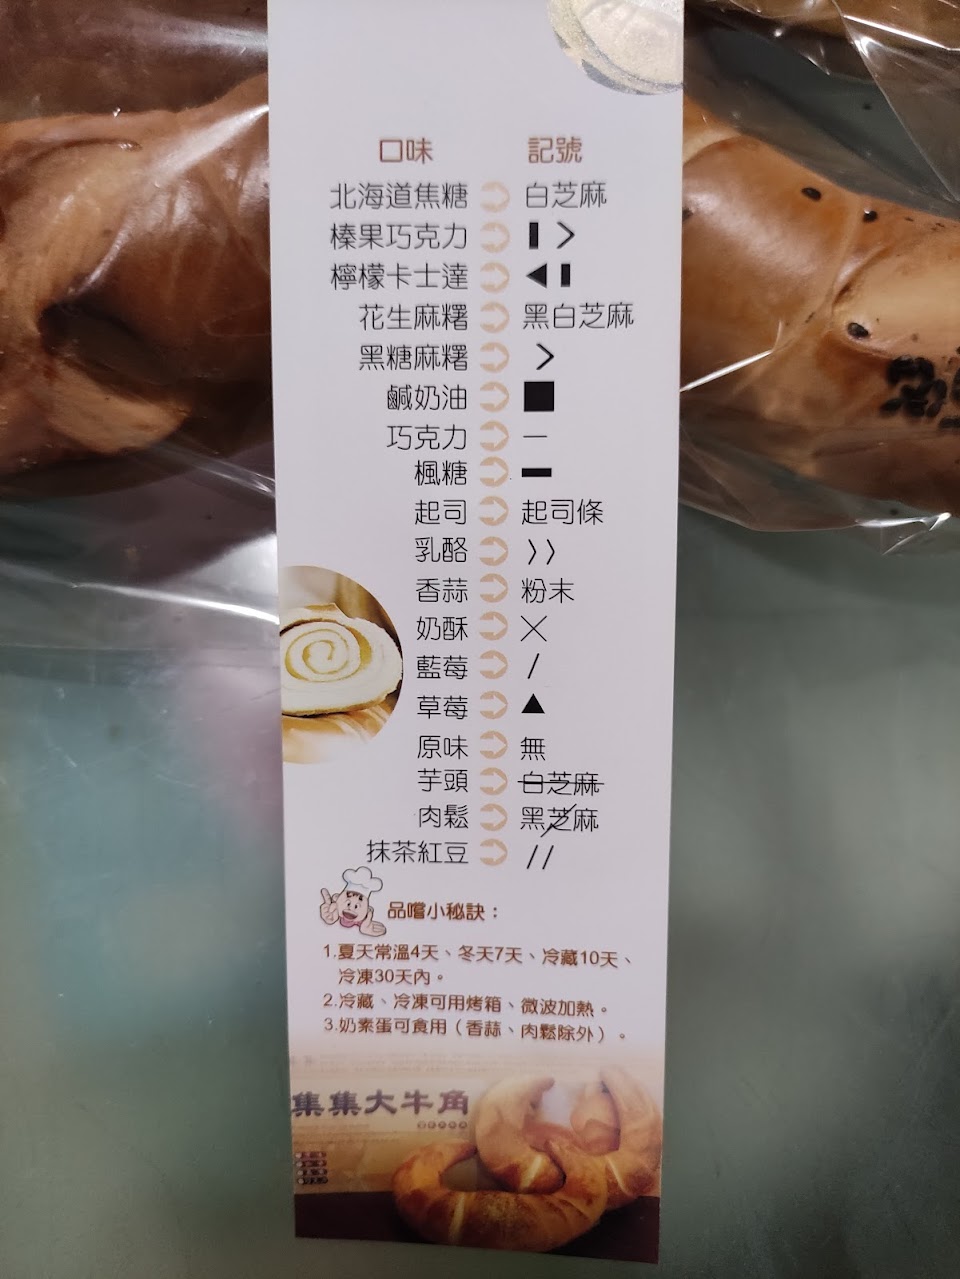 口味 記號
北海道焦糖 白芝麻
榛果巧克力 ▌>
檸檬卡士達 ◀▌
花生麻糬 黑白芝麻
黑糖麻糬 >
鹹奶油 ■
巧克力 —
楓糖 ▬
起司 起司條
乳酪 〉〉
香蒜 粉末
奶酥 ╳
藍莓 /
草莓 ▲
原味 無
芋頭 白芝麻
肉鬆 黑芝麻
抹茶紅豆 //
品嚐小秘訣：
1.夏天常溫4天、冬天7天、冷藏10天、
冷凍30天內。
2.冷藏、冷凍可用烤箱、微波加熱。
3.奶素蛋可食用（香蒜、肉鬆除外）。
集集大牛角